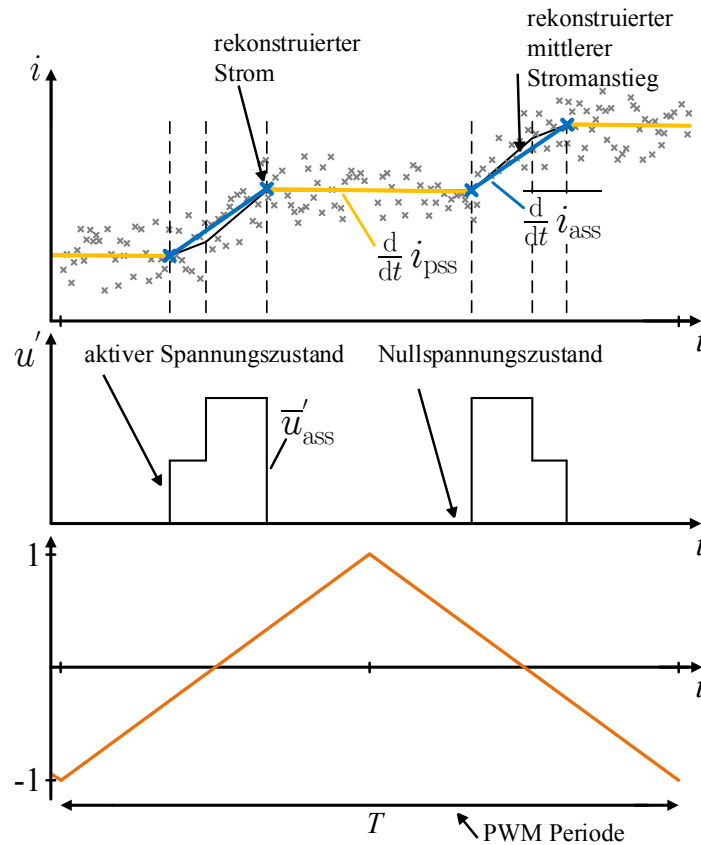 rekonstruierter
Strom
rekonstruierter
mittlerer
Stromanstieg
i
d/dt i_pss
d/dt i_ass
t
u'
aktiver Spannungszustand
Nullspannungszustand
u'_ass
t
1
t
-1
T
PWM Periode